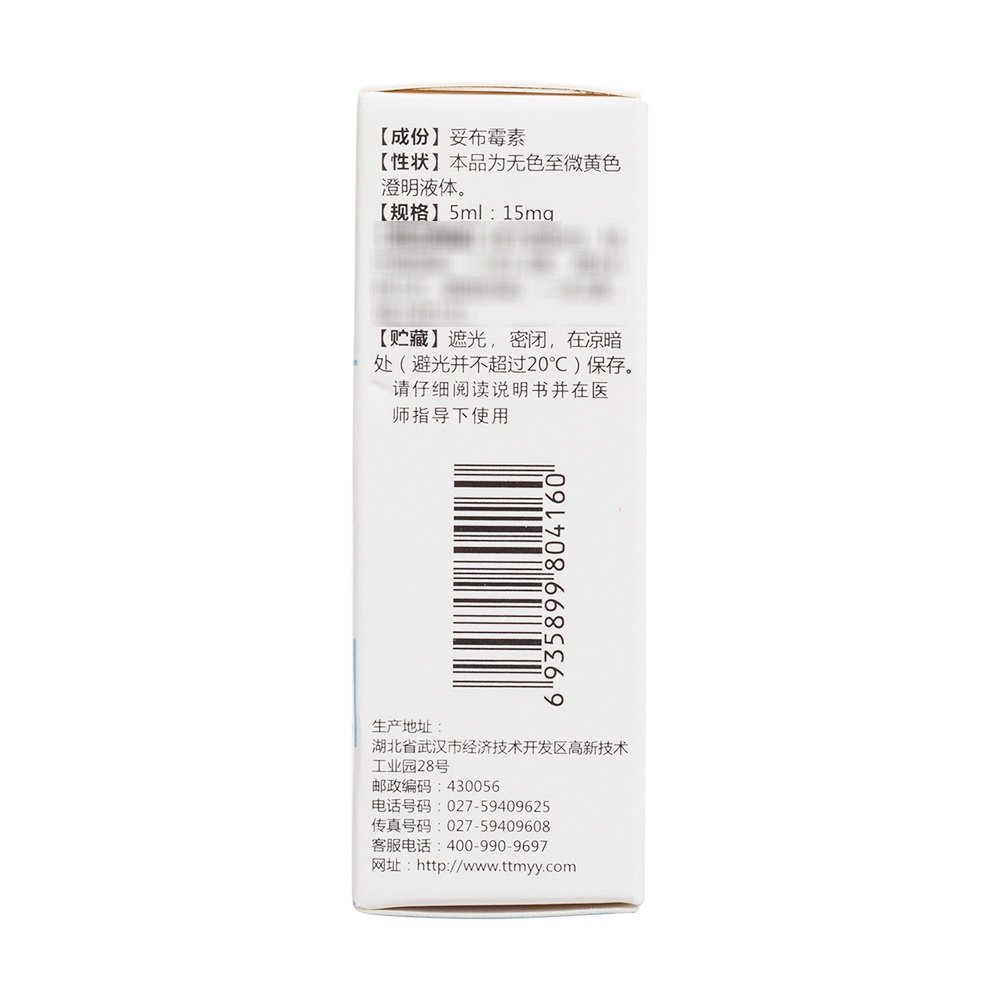 【成份】妥布霉素
【性状】本品为无色至微黄色
澄明液体。
【规格】5ml：15mg
【贮藏】遮光，密闭，在凉暗
处（避光并不超过20℃）保存。
请仔细阅读说明书并在医
师指导下使用
6 935899 804160
生产地址：
湖北省武汉市经济技术开发区高新技术
工业园28号
邮政编码：430056
电话号码：027-59409625
传真号码：027-59409608
客服电话：400-990-9697
网址：http://www.ttmyy.com